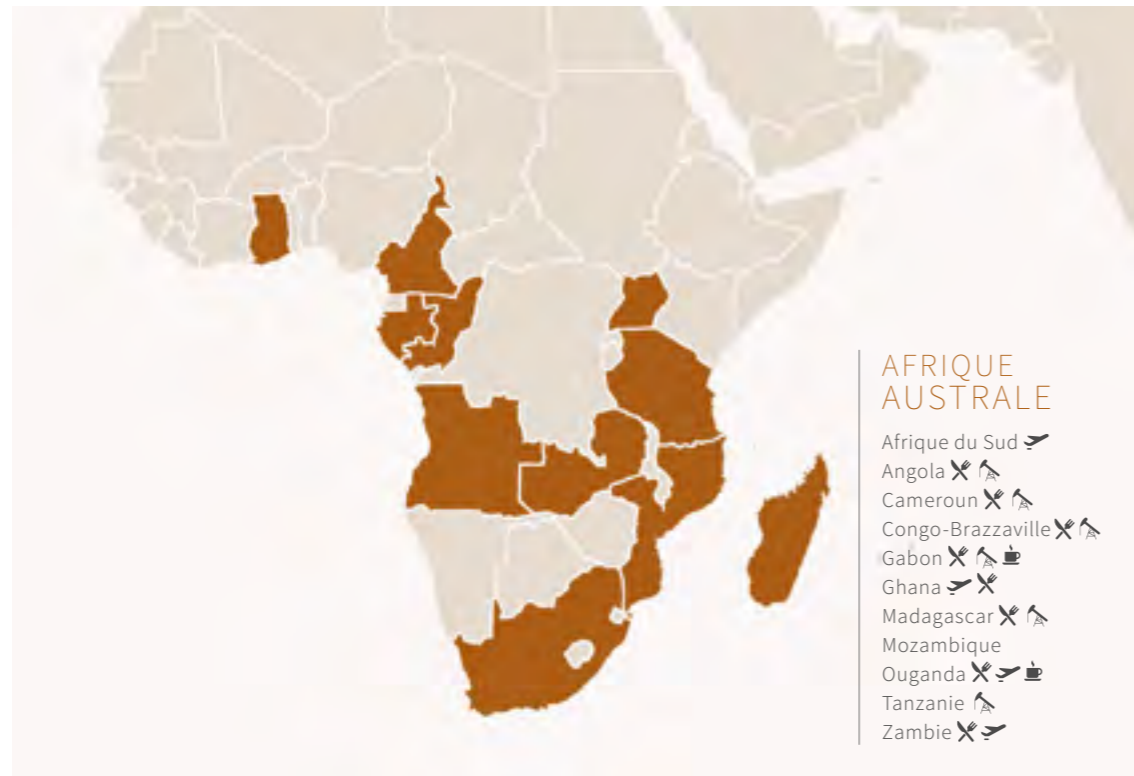 AFRIQUE
AUSTRALE
Afrique du Sud
Angola
Cameroun
Congo-Brazzaville
Gabon
Ghana
Madagascar
Mozambique
Ouganda
Tanzanie
Zambie